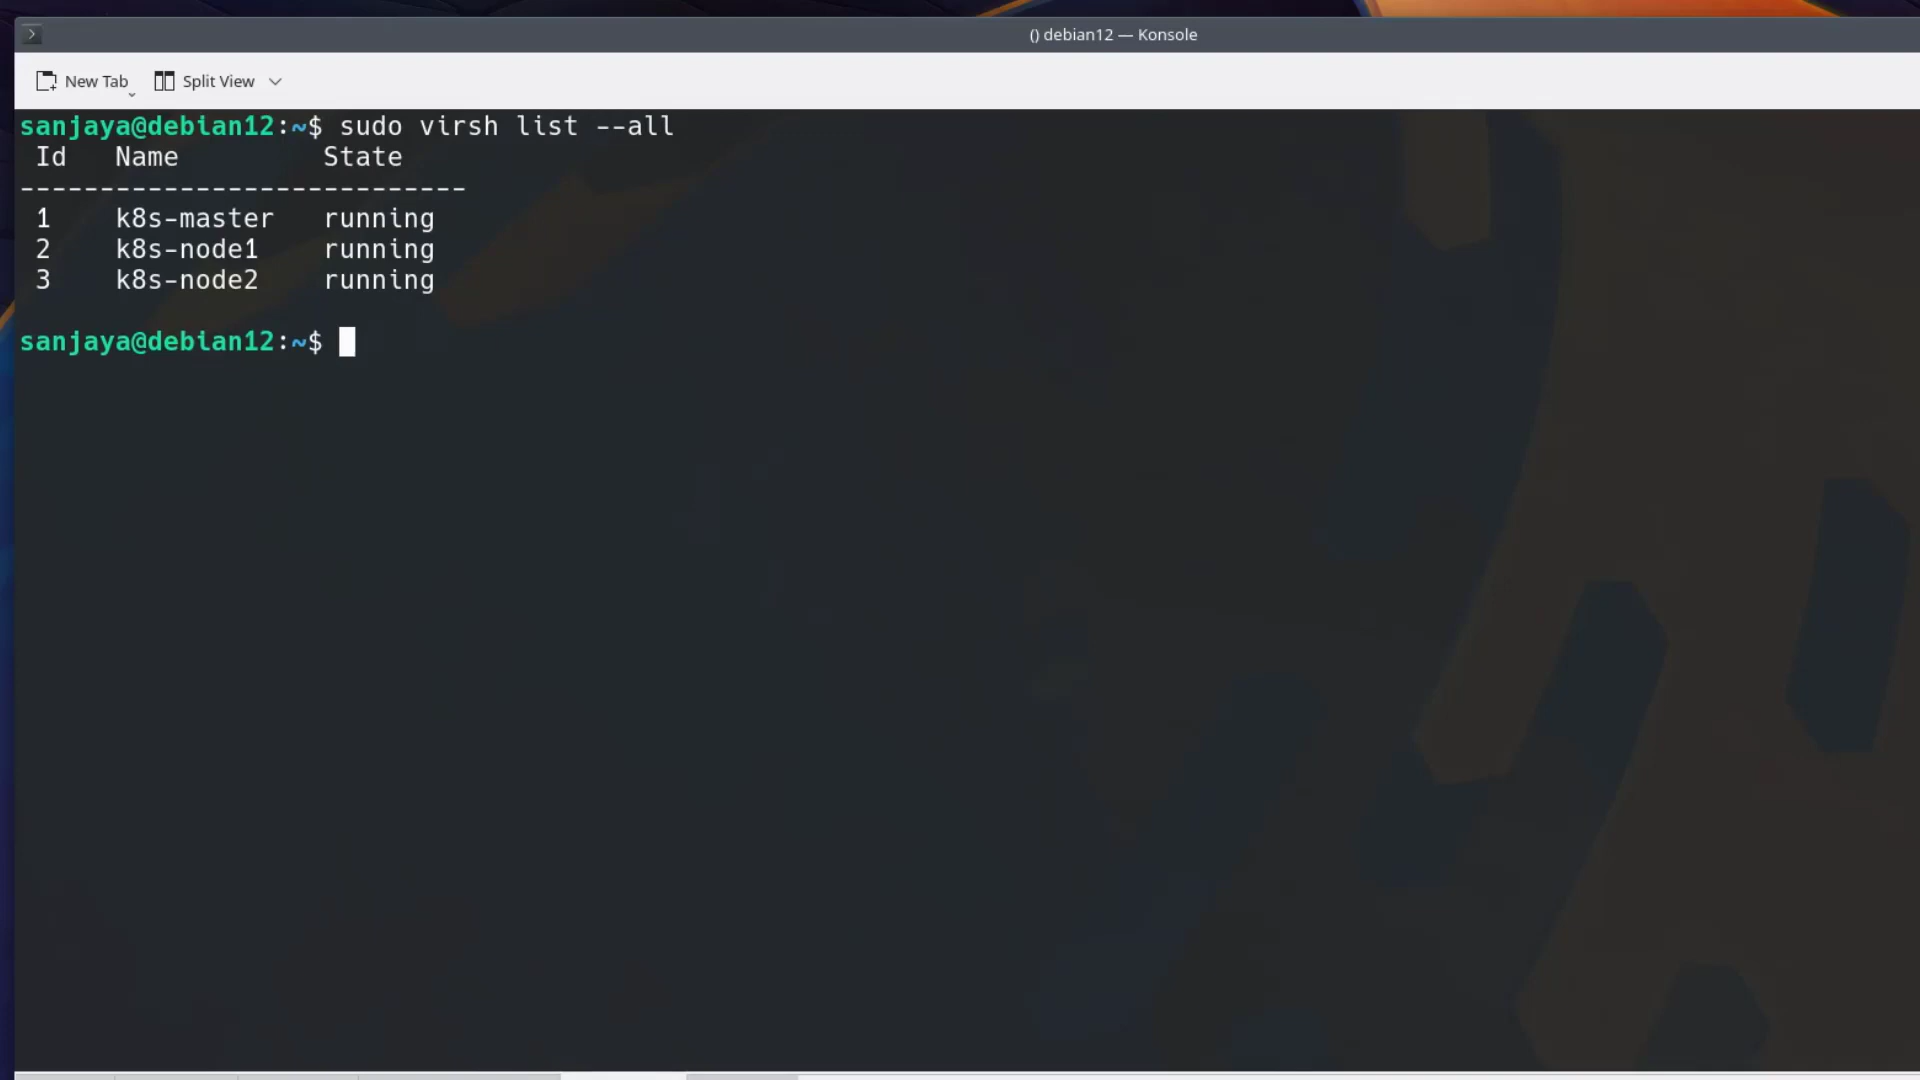 () debian12 — Konsole
New Tab Split View
sanjaya@debian12:~$ sudo virsh list --all
Id Name State
----------------------------
1 k8s-master running
2 k8s-node1 running
3 k8s-node2 running
sanjaya@debian12:~$